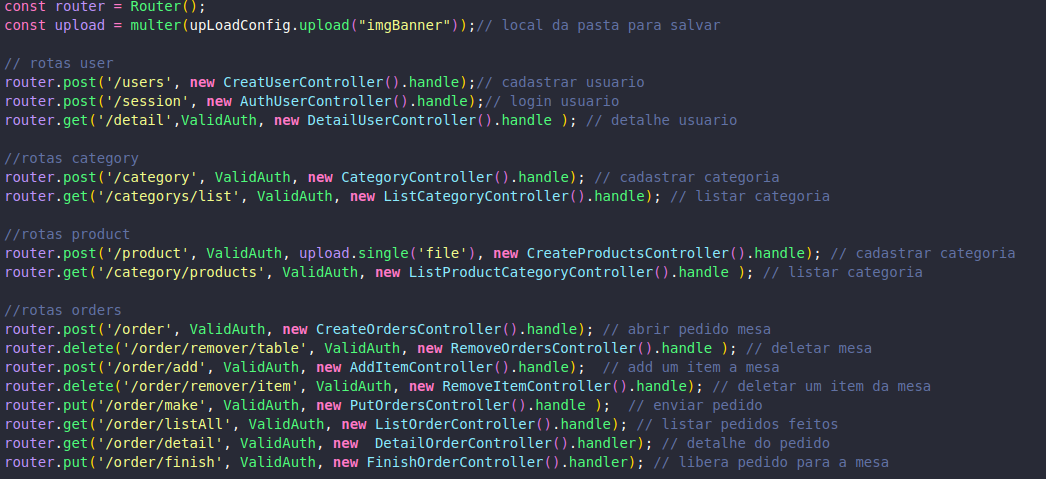 const router = Router();
const upload = multer(upLoadConfig.upload("imgBanner"));// local da pasta para salvar
// rotas user
router.post('/users', new CreatUserController().handle);// cadastrar usuario
router.post('/session', new AuthUserController().handle);// login usuario
router.get('/detail',ValidAuth, new DetailUserController().handle ); // detalhe usuario
//rotas category
router.post('/category', ValidAuth, new CategoryController().handle); // cadastrar categoria
router.get('/categorys/list', ValidAuth, new ListCategoryController().handle); // listar categoria
//rotas product
router.post('/product', ValidAuth, upload.single('file'), new CreateProductsController().handle); // cadastrar categoria
router.get('/category/products', ValidAuth, new ListProductCategoryController().handle ); // listar categoria
//rotas orders
router.post('/order', ValidAuth, new CreateOrdersController().handle); // abrir pedido mesa
router.delete('/order/remover/table', ValidAuth, new RemoveOrdersController().handle ); // deletar mesa
router.post('/order/add', ValidAuth, new AddItemController().handle);  // add um item a mesa
router.delete('/order/remover/item', ValidAuth, new RemoveItemController().handle); // deletar um item da mesa
router.put('/order/make', ValidAuth, new PutOrdersController().handle );  // enviar pedido
router.get('/order/listAll', ValidAuth, new ListOrderController().handle); // listar pedidos feitos
router.get('/order/detail', ValidAuth, new  DetailOrderController().handler); // detalhe do pedido
router.put('/order/finish', ValidAuth, new FinishOrderController().handler); // libera pedido para a mesa